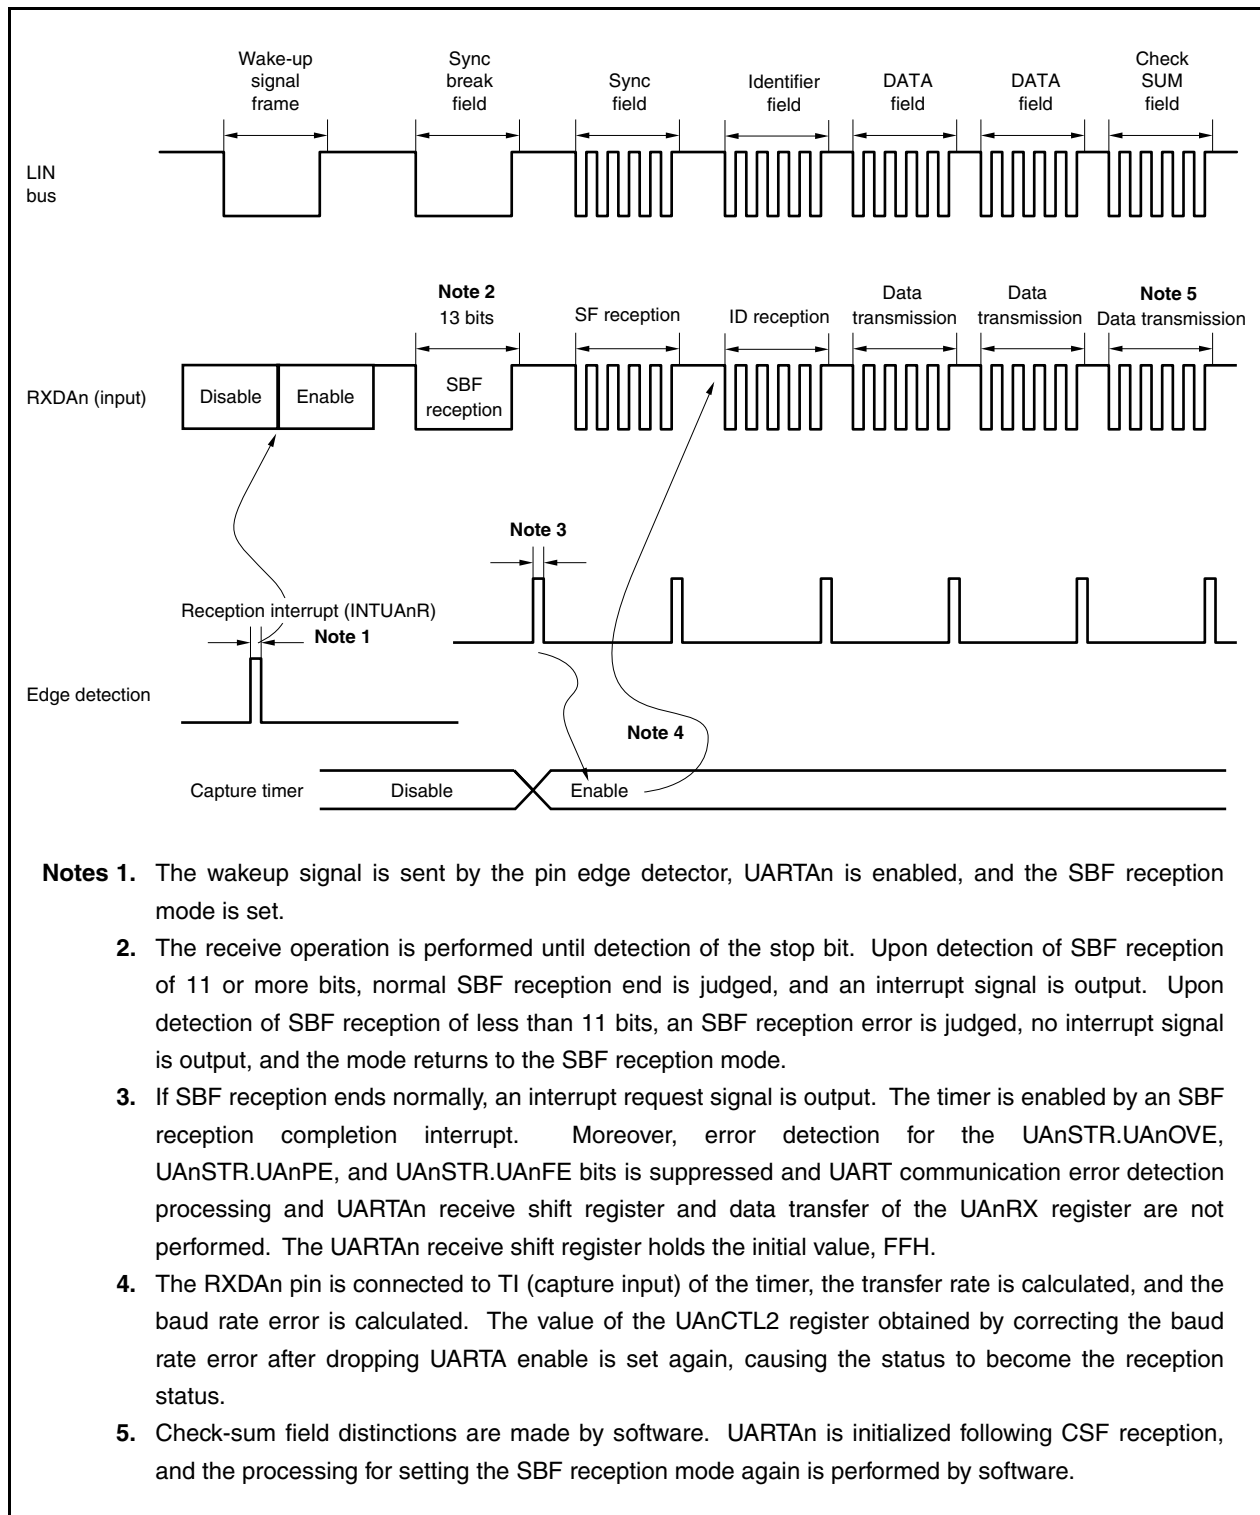 Wake-up
signal
frame
Sync
break
field
Sync
field
Identifier
field
DATA
field
DATA
field
Check
SUM
field
LIN
bus
Note 2
13 bits
SF reception
ID reception
Data
transmission
Data
transmission
Note 5
Data transmission
RXDAn (input)
Disable
Enable
SBF
reception
Note 3
Reception interrupt (INTUAnR)
Note 1
Edge detection
Note 4
Capture timer
Disable
Enable
Notes 1. The wakeup signal is sent by the pin edge detector, UARTAn is enabled, and the SBF reception
mode is set.
2. The receive operation is performed until detection of the stop bit. Upon detection of SBF reception
of 11 or more bits, normal SBF reception end is judged, and an interrupt signal is output. Upon
detection of SBF reception of less than 11 bits, an SBF reception error is judged, no interrupt signal
is output, and the mode returns to the SBF reception mode.
3. If SBF reception ends normally, an interrupt request signal is output. The timer is enabled by an SBF
reception completion interrupt. Moreover, error detection for the UAnSTR.UAnOVE,
UAnSTR.UAnPE, and UAnSTR.UAnFE bits is suppressed and UART communication error detection
processing and UARTAn receive shift register and data transfer of the UAnRX register are not
performed. The UARTAn receive shift register holds the initial value, FFH.
4. The RXDAn pin is connected to TI (capture input) of the timer, the transfer rate is calculated, and the
baud rate error is calculated. The value of the UAnCTL2 register obtained by correcting the baud
rate error after dropping UARTA enable is set again, causing the status to become the reception
status.
5. Check-sum field distinctions are made by software. UARTAn is initialized following CSF reception,
and the processing for setting the SBF reception mode again is performed by software.